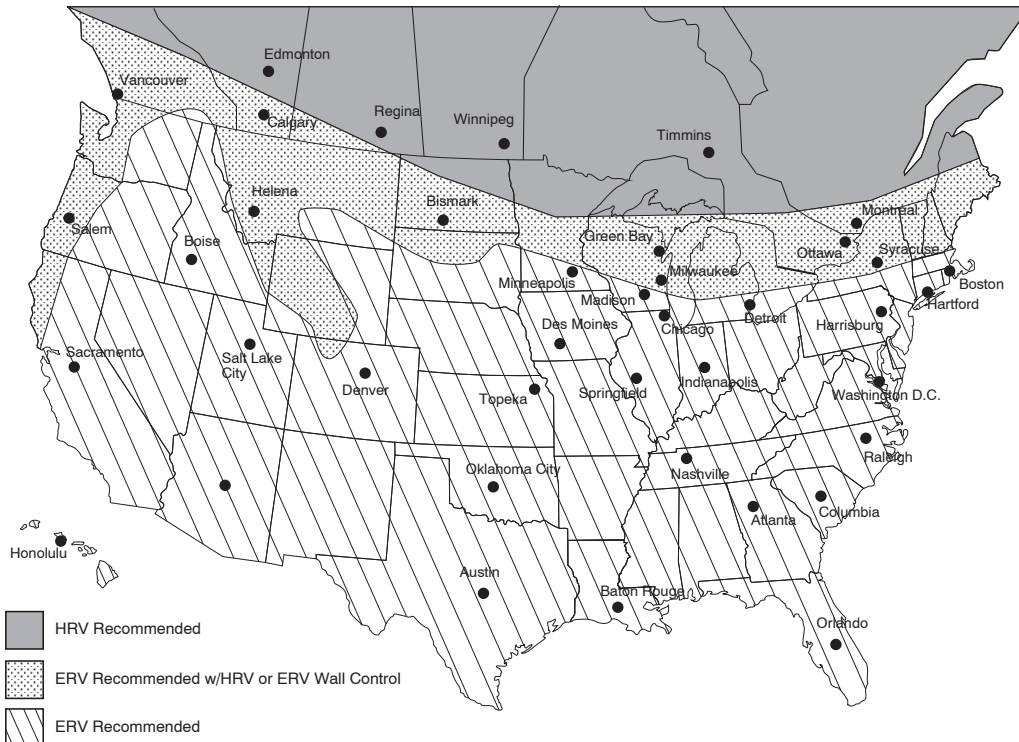 Edmonton
Vancouver
Calgary
Regina
Winnipeg
Timmins
Helena
Bismark
Montreal
Salem
Boise
Green Bay
Ottawa
Syracuse
Minneapolis
Milwaukee
Boston
Madison
Hartford
Des Moines
Chicago
Detroit
Harrisburg
Sacramento
Salt Lake
City
Denver
Topeka
Springfield
Indianapolis
Washington D.C.
Oklahoma City
Nashville
Raleigh
Columbia
Atlanta
Honolulu
Austin
Baton Rouge
Orlando
HRV Recommended
ERV Recommended w/HRV or ERV Wall Control
ERV Recommended